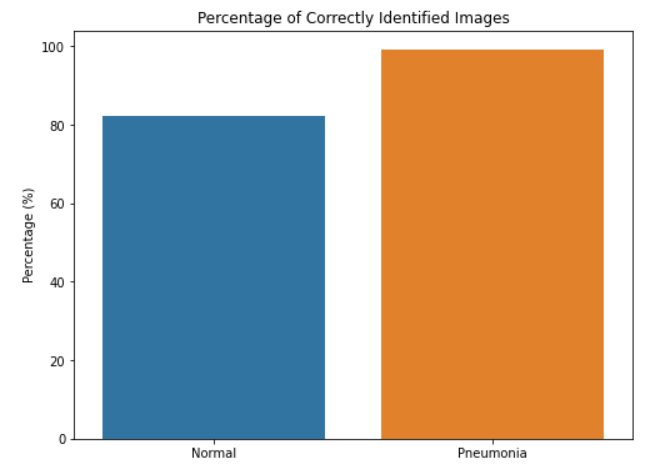 Percentage of Correctly Identified Images
Percentage (%)
100
80
60
40
20
0
Normal
Pneumonia